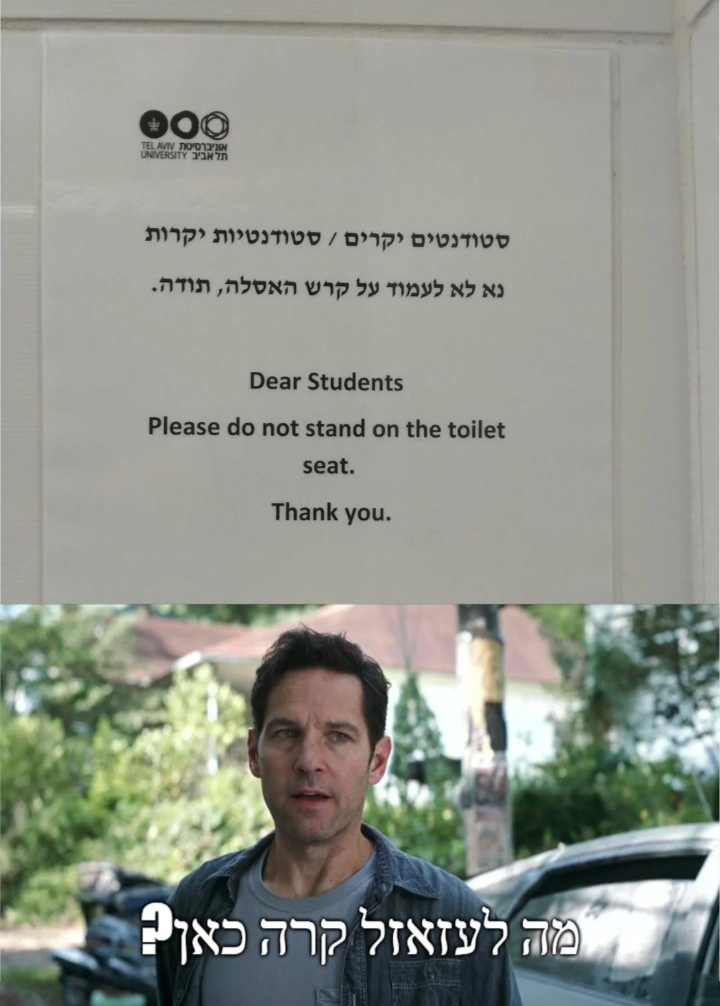 TEL AVIV אוניברסיטת
UNIVERSITY תל אביב
סטודנטים יקרים / סטודנטיות יקרות
נא לא לעמוד על קרש האסלה, תודה.
Dear Students
Please do not stand on the toilet
seat.
Thank you.
מה לעזאזל קרה כאן?